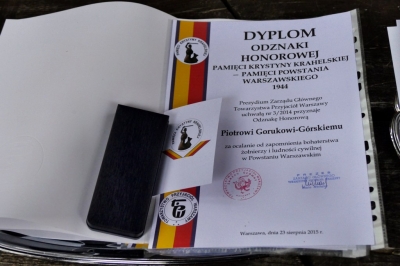 DYPLOM
ODZNAKI
HONOROWEJ
PAMIĘCI KRYSTYNY KRAHELSKIEJ
– PAMIĘCI POWSTANIA
WARSZAWSKIEGO
1944
Prezydium Zarządu Głównego
Towarzystwa Przyjaciół Warszawy
uchwałą nr 3/2014 przyznaje
Odznakę Honorową
Piotrowi Gorukowi-Górskiemu
za ocalanie od zapomnienia bohaterstwa
żołnierzy i ludności cywilnej
w Powstaniu Warszawskim
Warszawa, dnia 25 sierpnia 2015 r.